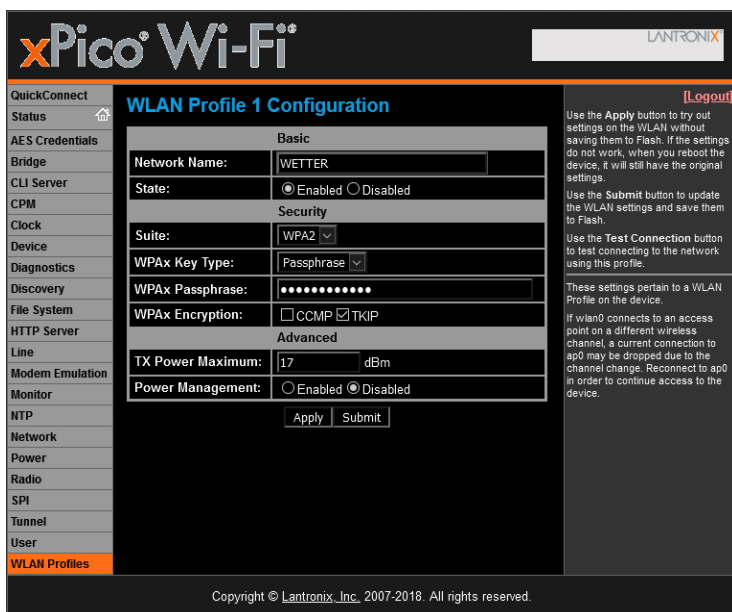 xPico® Wi-Fi®
LANTRONIX®
QuickConnect
Status
AES Credentials
Bridge
CLI Server
CPM
Clock
Device
Diagnostics
Discovery
File System
HTTP Server
Line
Modem Emulation
Monitor
NTP
Network
Power
Radio
SPI
Tunnel
User
WLAN Profiles
WLAN Profile 1 Configuration
Basic
Network Name: WETTER
State: Enabled Disabled
Security
Suite: WPA2
WPAx Key Type: Passphrase
WPAx Passphrase: ••••••••••••
WPAx Encryption: CCMP TKIP
Advanced
TX Power Maximum: 17 dBm
Power Management: Enabled Disabled
Apply Submit
[Logout]
Use the Apply button to try out
settings on the WLAN without
saving them to Flash. If the settings
do not work, when you reboot the
device, it will still have the original
settings.
Use the Submit button to update
the WLAN settings and save them
to Flash.
Use the Test Connection button
to test connecting to the network
using this profile.
These settings pertain to a WLAN
Profile on the device.
If wlan0 connects to an access
point on a different wireless
channel, a current connection to
ap0 may be dropped due to the
channel change. Reconnect to ap0
in order to continue access to the
device.
Copyright © Lantronix, Inc. 2007-2018. All rights reserved.